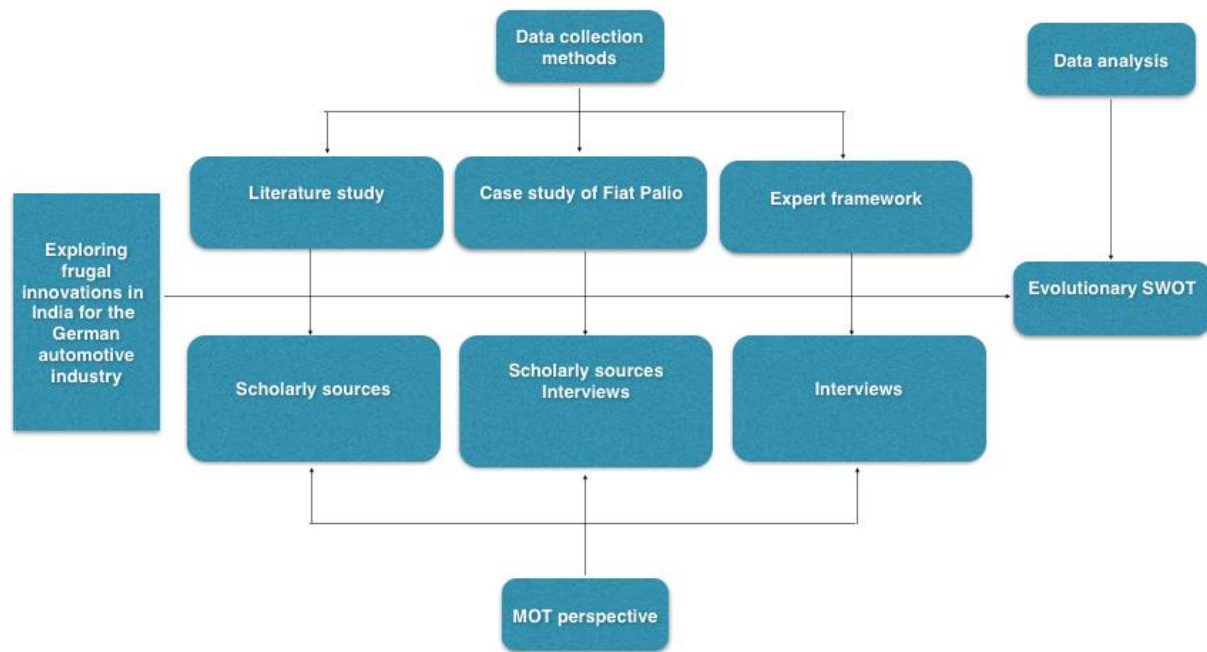 Data collection
methods
Data analysis
Literature study
Case study of Fiat Palio
Expert framework
Exploring
frugal
innovations in
India for the
German
automotive
industry
Evolutionary SWOT
Scholarly sources
Scholarly sources
Interviews
Interviews
MOT perspective